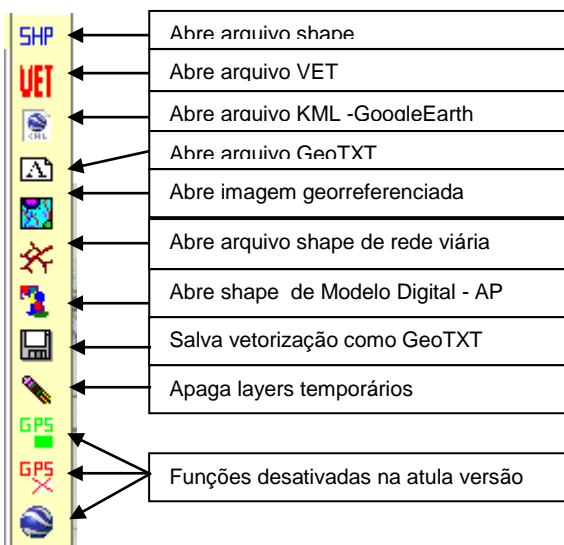 SHP
Abre arquivo shape
VET
Abre arquivo VET
KML
Abre arquivo KML -GoogleEarth
A
Abre arquivo GeoTXT
Abre imagem georreferenciada
Abre arquivo shape de rede viária
Abre shape de Modelo Digital - AP
Salva vetorização como GeoTXT
Apaga layers temporários
GPS
GPS
Funções desativadas na atula versão